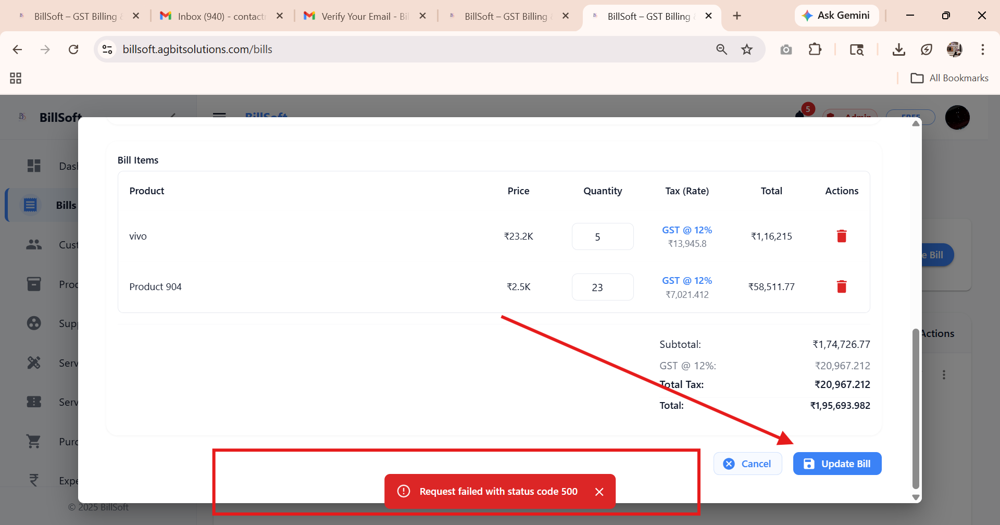 BillSoft – GST Billing &
Inbox (940) - contact
Verify Your Email - Bil
BillSoft – GST Billing &
BillSoft – GST Billing &
Ask Gemini
billsoft.agbitsolutions.com/bills
All Bookmarks
BillSoft
BillSoft
5
Admin
FREE
Dash
Bills
Cust
Proc
Supp
Serv
Serv
Purc
Expe
© 2025 BillSoft
e Bill
Actions
Bill Items
Product Price Quantity Tax (Rate) Total Actions
vivo ₹23.2K 5 GST @ 12% ₹1,16,215
₹13,945.8
Product 904 ₹2.5K 23 GST @ 12% ₹58,511.77
₹7,021.412
Subtotal: ₹1,74,726.77
GST @ 12%: ₹20,967.212
Total Tax: ₹20,967.212
Total: ₹1,95,693.982
Cancel
Update Bill
Request failed with status code 500